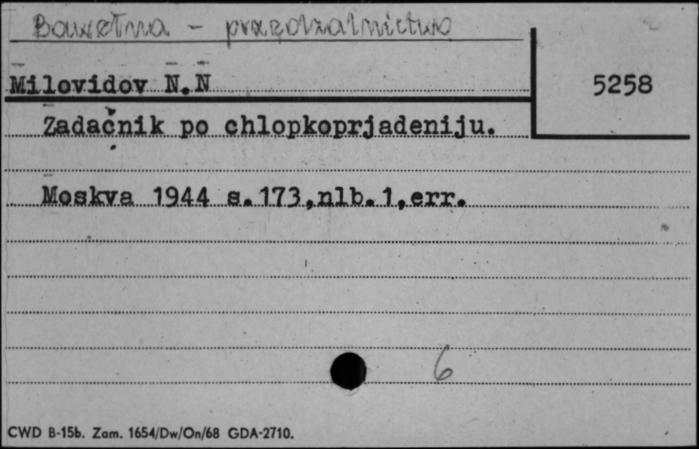 Bawełna - przędzalnictwo
Milovidov N.N
5258
Zadačnik po chlopkoprjadeniju.
Moskva 1944 s.173,nlb.1,err.
6
CWD B-15b. Zam. 1654/Dw/On/68 GDA-2710.